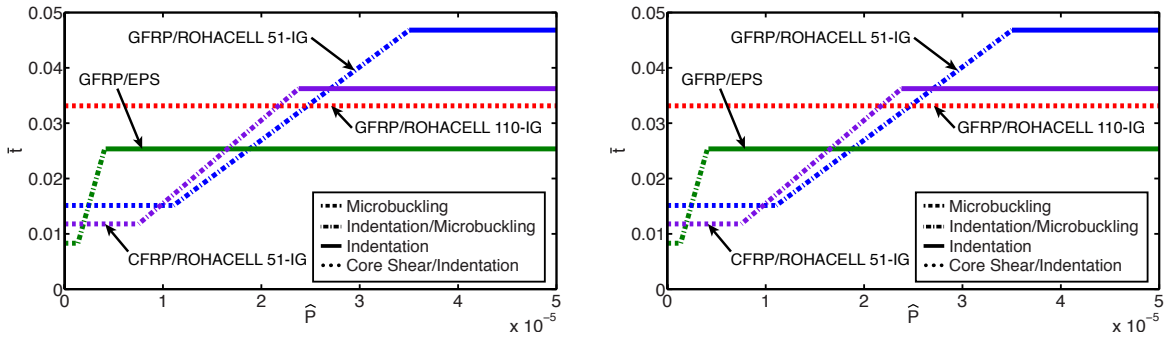 0.05
0.04
0.03
0.02
0.01
0
t̄
GFRP/ROHACELL 51-IG
GFRP/EPS
GFRP/ROHACELL 110-IG
CFRP/ROHACELL 51-IG
Microbuckling
Indentation/Microbuckling
Indentation
Core Shear/Indentation
0 1 2 3 4 5
P̂
x 10⁻⁵
0.05
0.04
0.03
0.02
0.01
0
t̄
GFRP/ROHACELL 51-IG
GFRP/EPS
GFRP/ROHACELL 110-IG
CFRP/ROHACELL 51-IG
Microbuckling
Indentation/Microbuckling
Indentation
Core Shear/Indentation
0 1 2 3 4 5
P̂
x 10⁻⁵